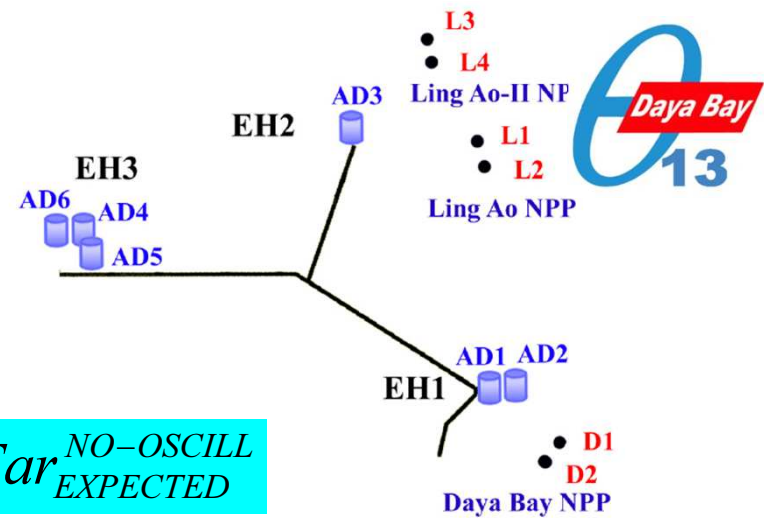 L3
L4
Ling Ao-II NP
AD3
EH2
L1
L2
Ling Ao NPP
Daya Bay
θ
13
EH3
AD6
AD4
AD5
AD1
AD2
EH1
D1
D2
Daya Bay NPP
ar NO-OSCILL
EXPECTED